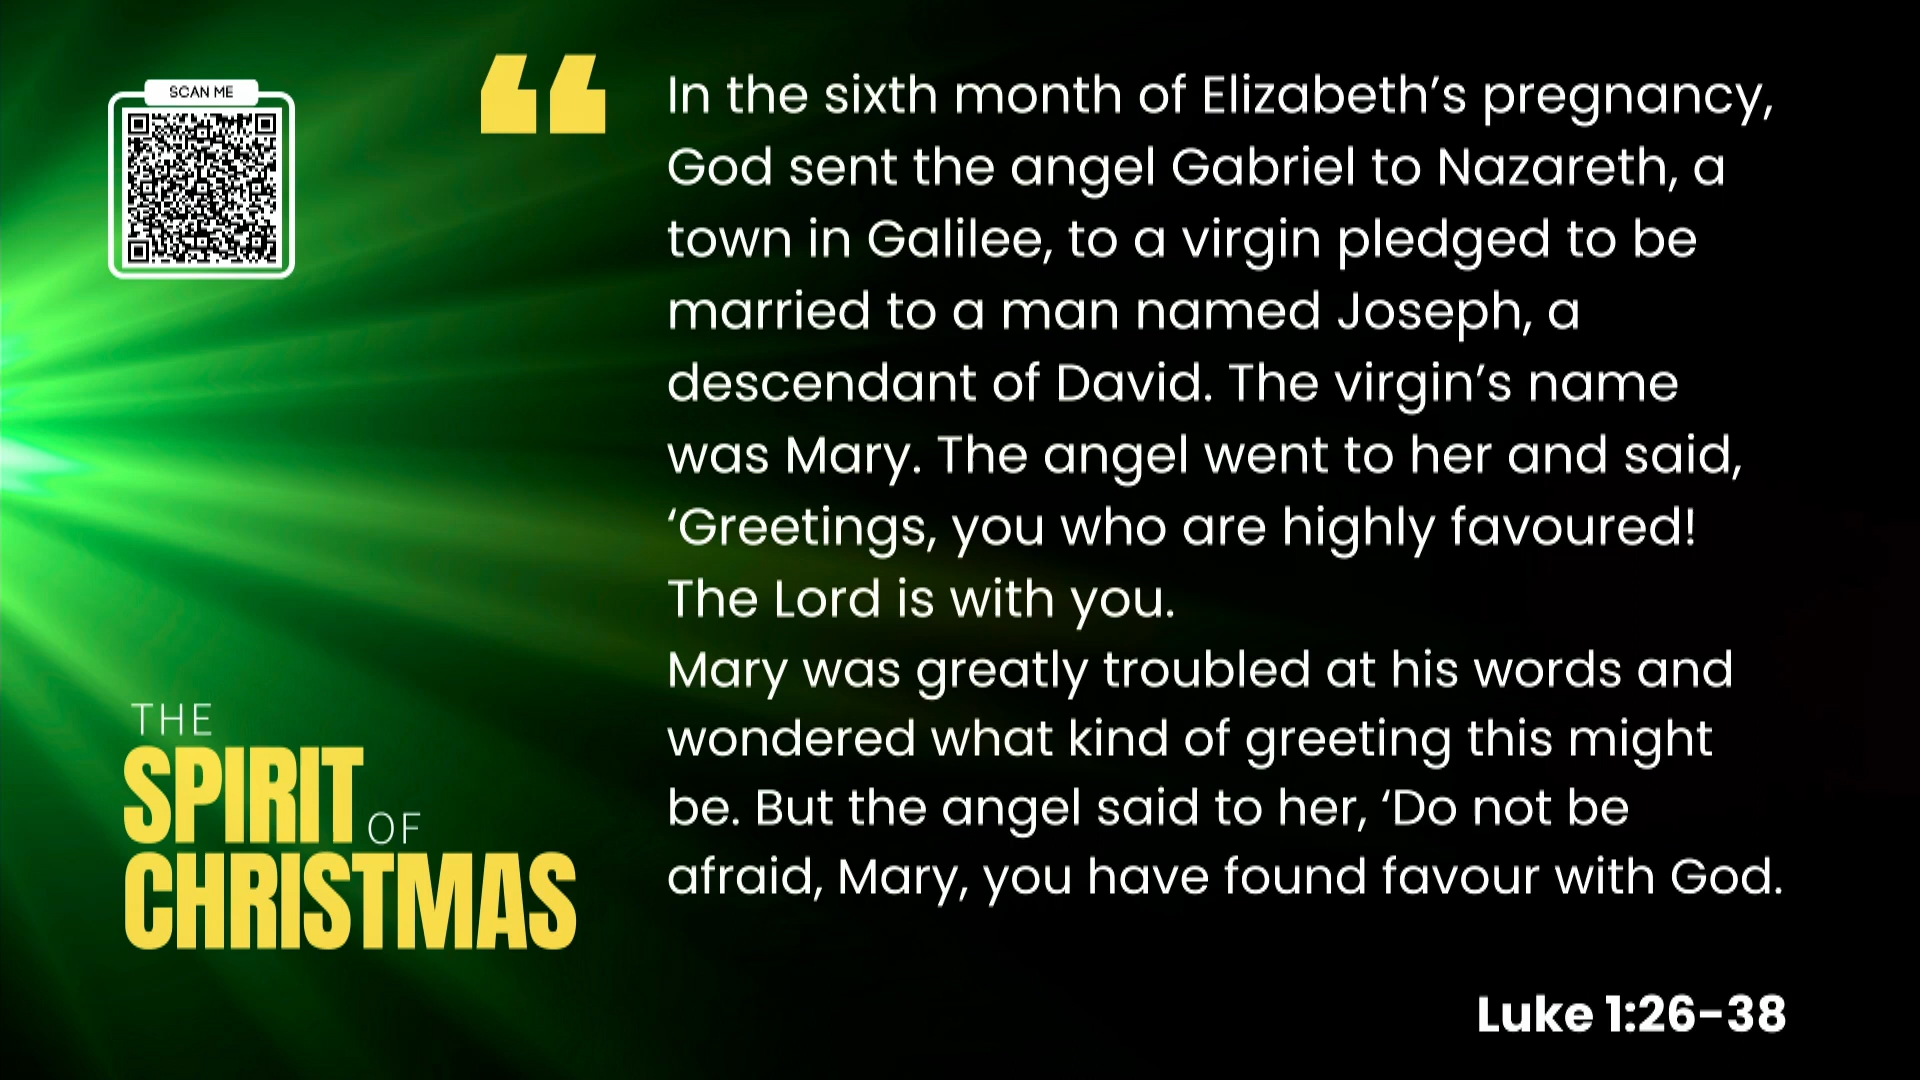 SCAN ME
“
In the sixth month of Elizabeth’s pregnancy,
God sent the angel Gabriel to Nazareth, a
town in Galilee, to a virgin pledged to be
married to a man named Joseph, a
descendant of David. The virgin’s name
was Mary. The angel went to her and said,
‘Greetings, you who are highly favoured!
The Lord is with you.
Mary was greatly troubled at his words and
wondered what kind of greeting this might
be. But the angel said to her, ‘Do not be
afraid, Mary, you have found favour with God.
Luke 1:26-38
THE
SPIRIT OF
CHRISTMAS